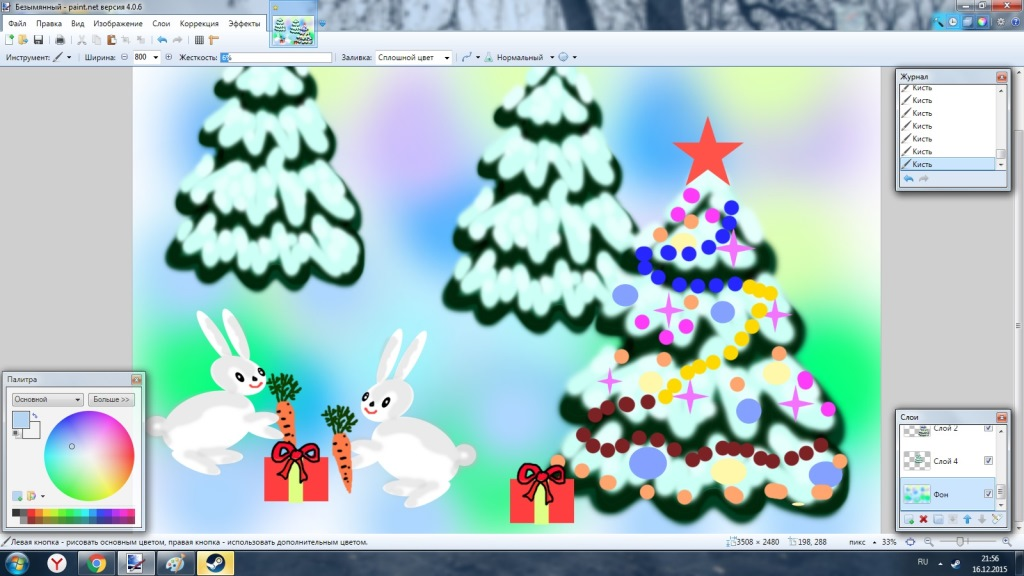 Безымянный - paint.net версия 4.0.6
Файл Правка Вид Изображение Слои Коррекция Эффекты
Инструмент: Ширина: 800 Жесткость: Заливка: Сплошной цвет Нормальный
Журнал
Кисть
Кисть
Кисть
Кисть
Кисть
Кисть
Кисть
Палитра
Основной Больше >>
Слои
Слой 2
Слой 4
Фон
Левая кнопка - рисовать основным цветом, правая кнопка - использовать дополнительным цветом.
3508 × 2480 198, 288 пикс 33%
RU 21:56
16.12.2015